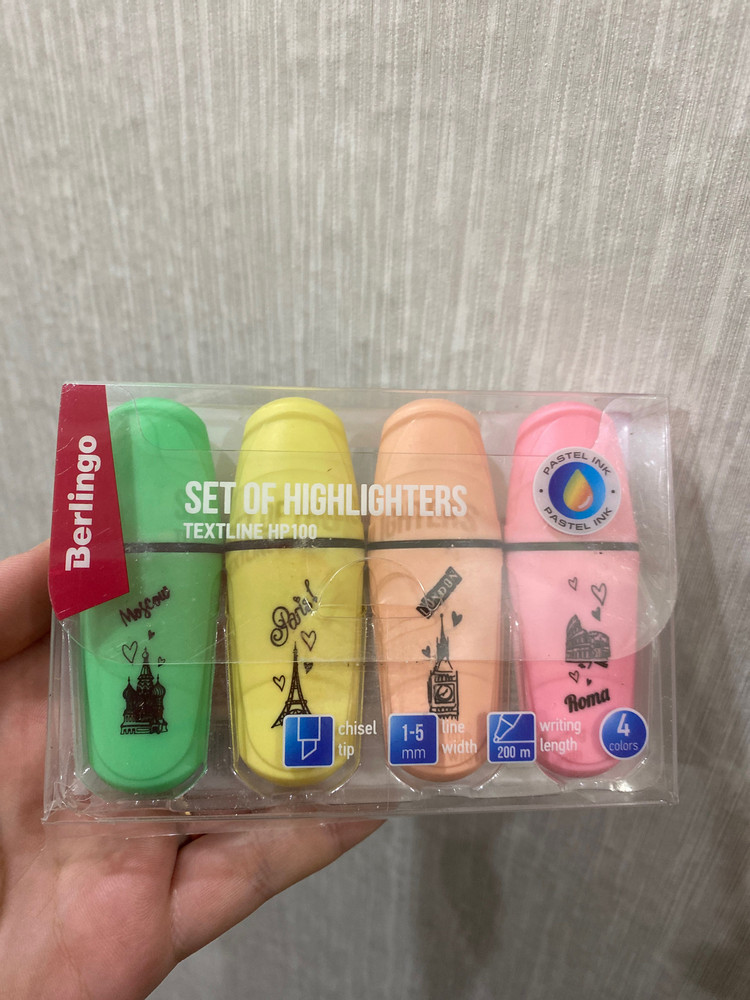 Berlingo
SET OF HIGHLIGHTERS
TEXTLINE HP100
PASTEL INK
PASTEL INK
Moscow
Paris!
LONDON
Roma
chisel
tip
1-5
mm
line
width
200 m
writing
length
4
colors